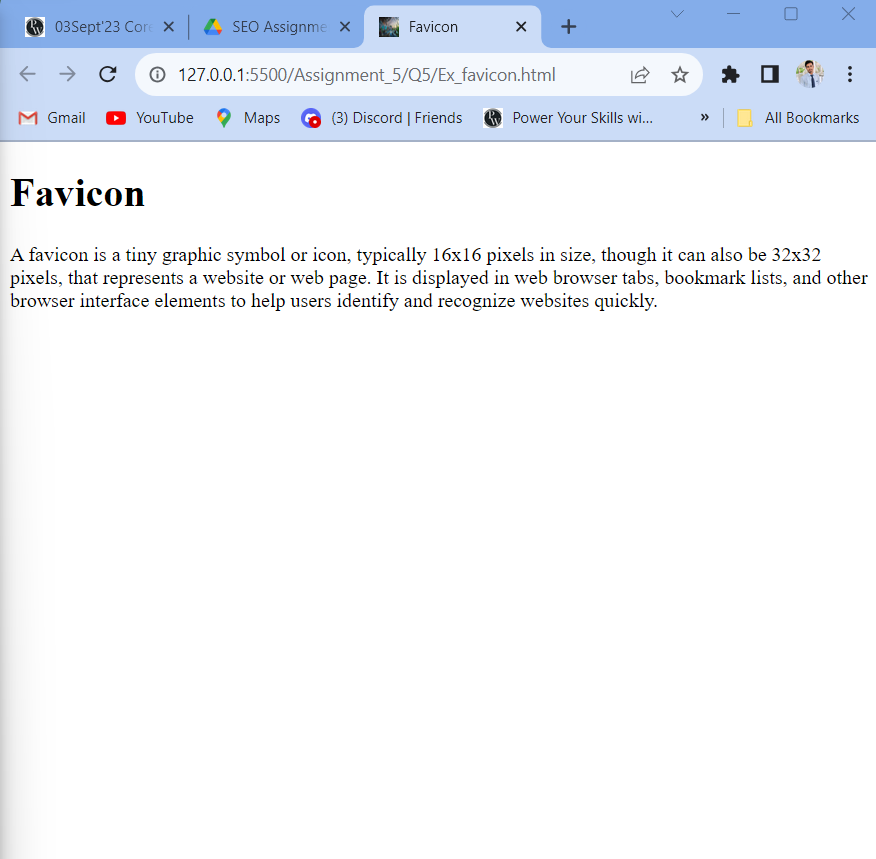 03Sept'23 Core
SEO Assignme
Favicon
127.0.0.1:5500/Assignment_5/Q5/Ex_favicon.html
Gmail
YouTube
Maps
(3) Discord | Friends
Power Your Skills wi...
»
All Bookmarks
Favicon
A favicon is a tiny graphic symbol or icon, typically 16x16 pixels in size, though it can also be 32x32
pixels, that represents a website or web page. It is displayed in web browser tabs, bookmark lists, and other
browser interface elements to help users identify and recognize websites quickly.